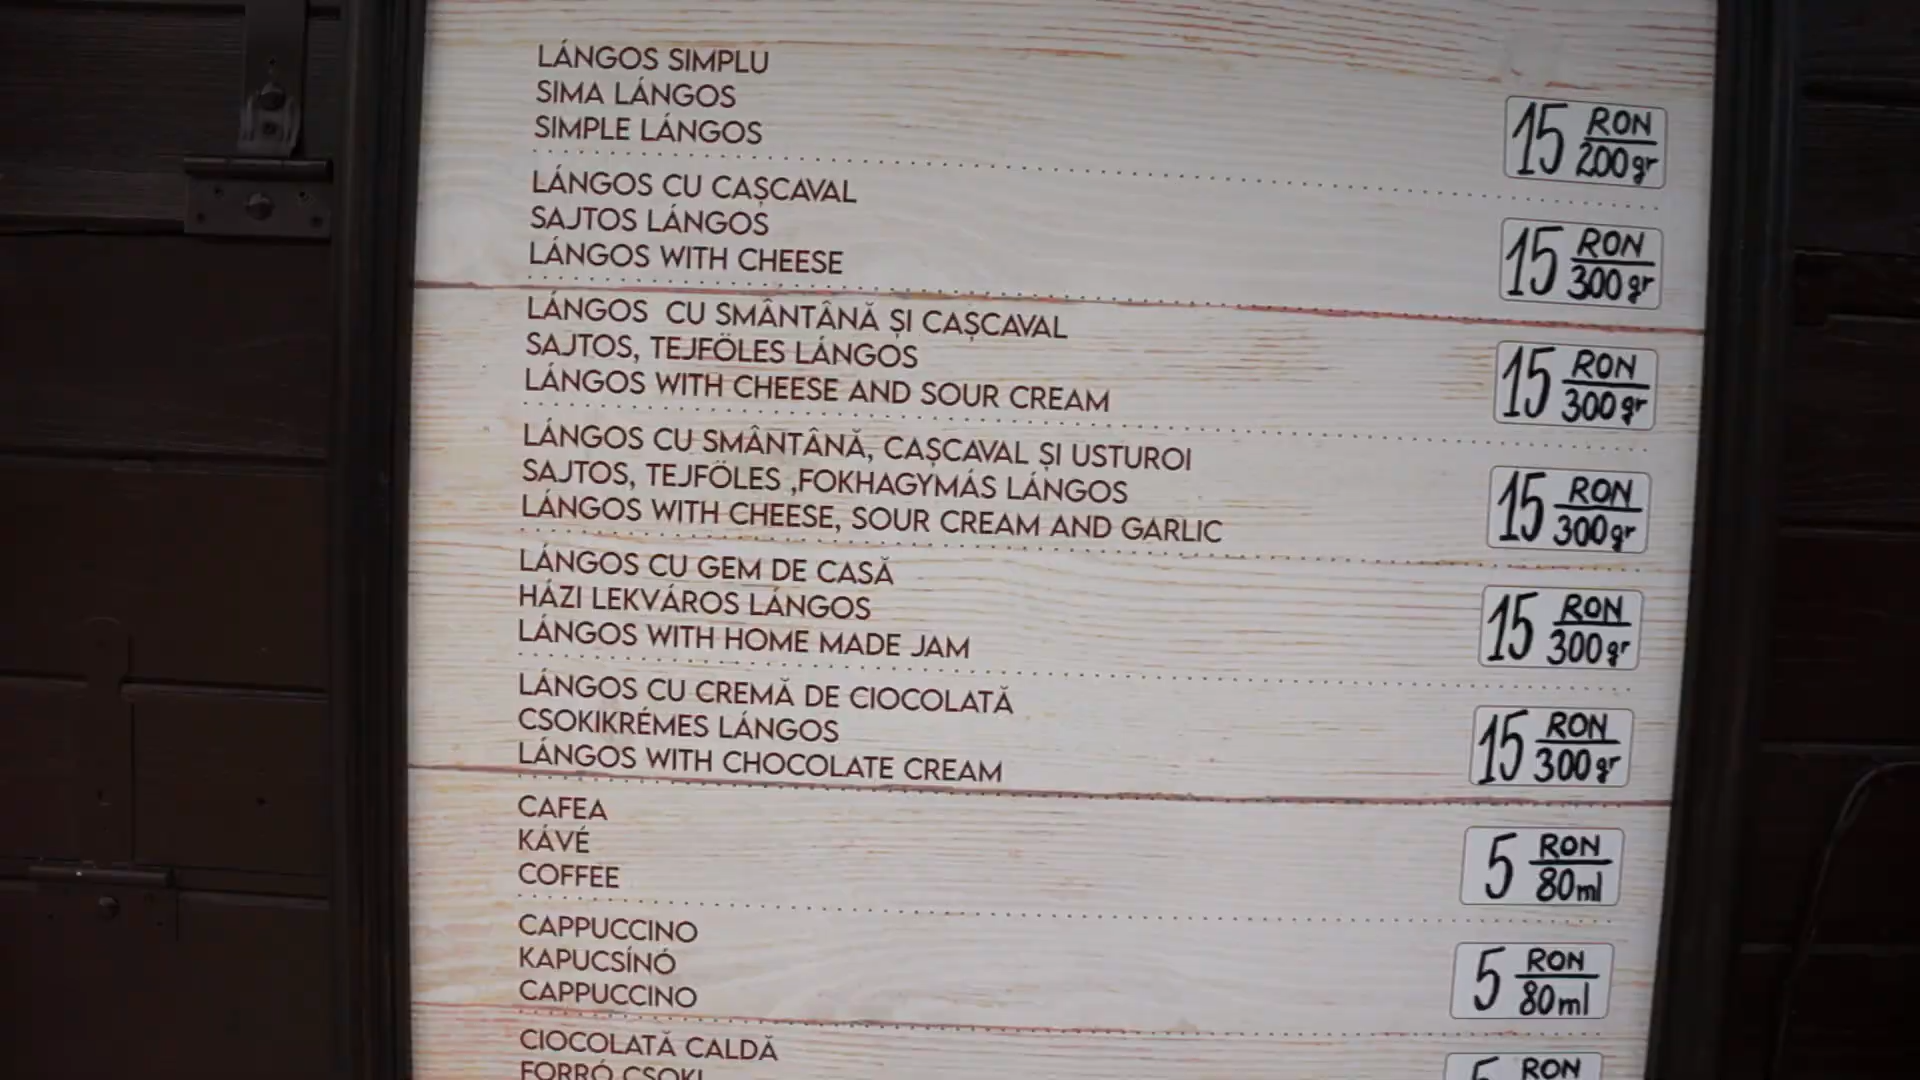 LÁNGOS SIMPLU
SIMA LÁNGOS
SIMPLE LÁNGOS
15 RON
200gr
LÁNGOS CU CAȘCAVAL
SAJTOS LÁNGOS
LÁNGOS WITH CHEESE
15 RON
300gr
LÁNGOS CU SMÂNTÂNĂ ȘI CAȘCAVAL
SAJTOS, TEJFÖLES LÁNGOS
LÁNGOS WITH CHEESE AND SOUR CREAM
15 RON
300gr
LÁNGOS CU SMÂNTÂNĂ, CAȘCAVAL ȘI USTUROI
SAJTOS, TEJFÖLES ,FOKHAGYMÁS LÁNGOS
LÁNGOS WITH CHEESE, SOUR CREAM AND GARLIC
15 RON
300gr
LÁNGOS CU GEM DE CASĂ
HÁZI LEKVÁROS LÁNGOS
LÁNGOS WITH HOME MADE JAM
15 RON
300gr
LÁNGOS CU CREMĂ DE CIOCOLATĂ
CSOKIKRÉMES LÁNGOS
LÁNGOS WITH CHOCOLATE CREAM
15 RON
300gr
CAFEA
KÁVÉ
COFFEE
5 RON
80ml
CAPPUCCINO
KAPUCSÍNÓ
CAPPUCCINO
5 RON
80ml
CIOCOLATĂ CALDĂ
FORRÓ CSOKI
5 RON